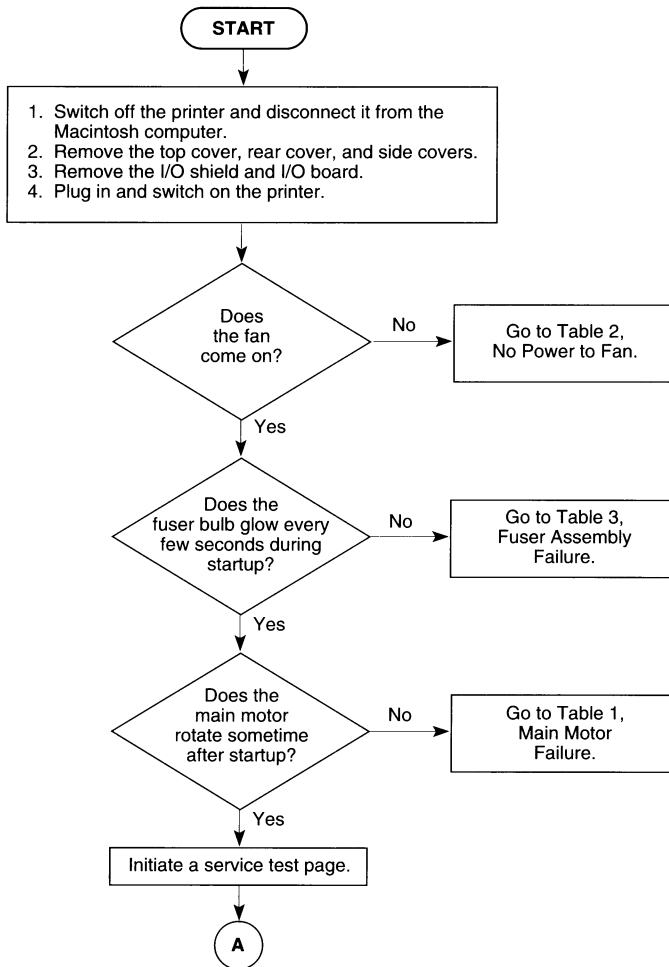 START
1. Switch off the printer and disconnect it from the
Macintosh computer.
2. Remove the top cover, rear cover, and side covers.
3. Remove the I/O shield and I/O board.
4. Plug in and switch on the printer.
Does
the fan
come on?
No
Go to Table 2,
No Power to Fan.
Yes
Does the
fuser bulb glow every
few seconds during
startup?
No
Go to Table 3,
Fuser Assembly
Failure.
Yes
Does the
main motor
rotate sometime
after startup?
No
Go to Table 1,
Main Motor
Failure.
Yes
Initiate a service test page.
A